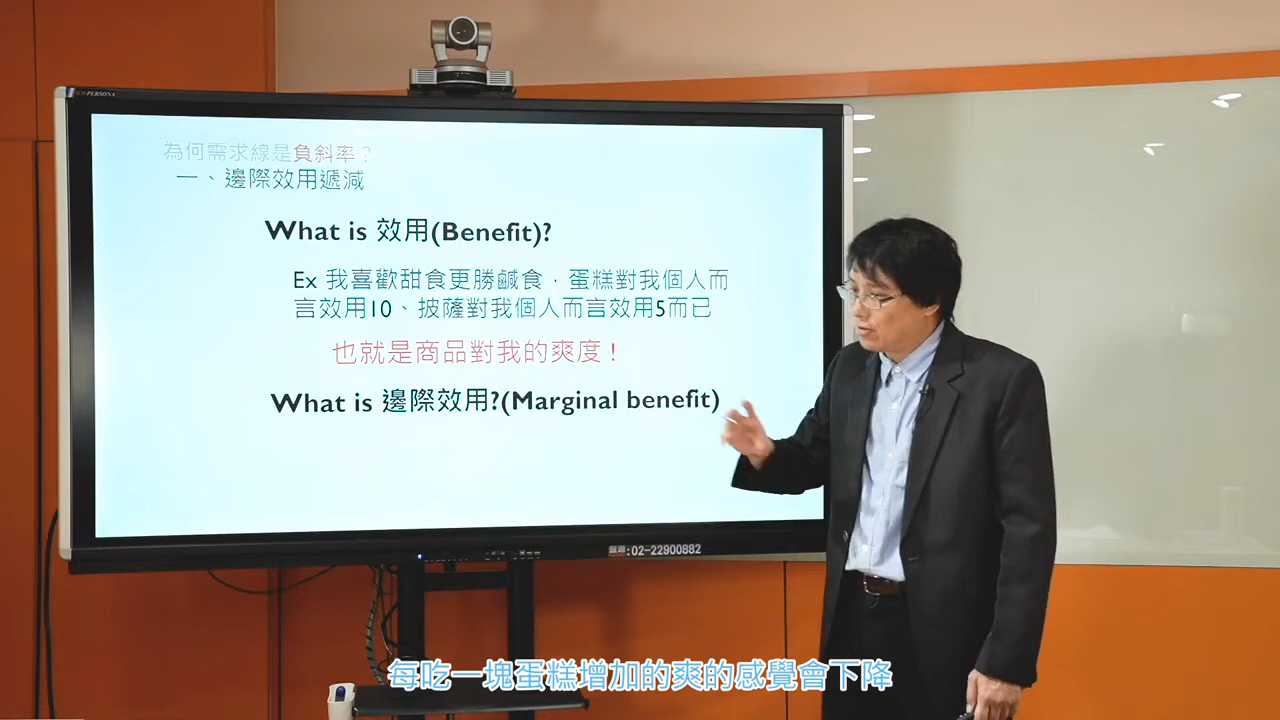 PERSONA
為何需求線是負斜率？
一、邊際效用遞減
What is 效用(Benefit)?
Ex 我喜歡甜食更勝鹹食，蛋糕對我個人而
言效用10、披薩對我個人而言效用5而已
也就是商品對我的爽度！
What is 邊際效用?(Marginal benefit)
:02-22900882
每吃一塊蛋糕增加的爽的感覺會下降